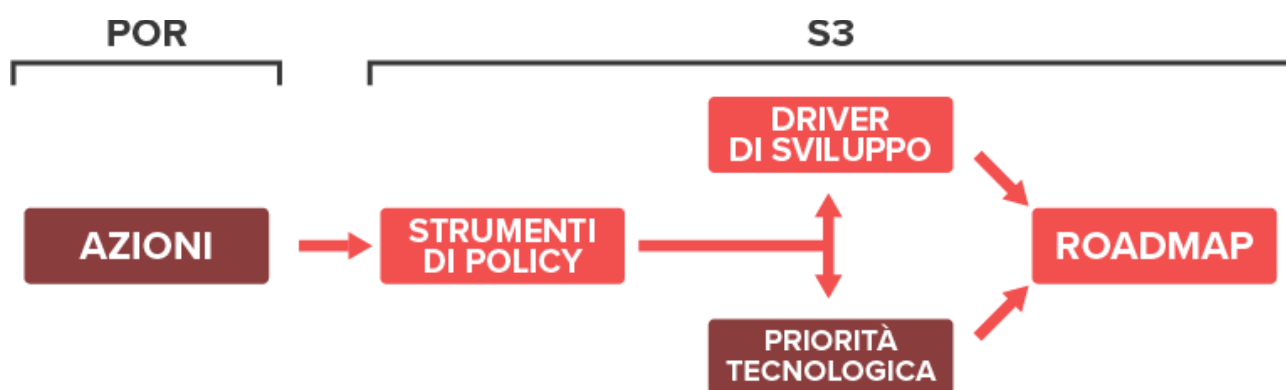 POR
S3
DRIVER
DI SVILUPPO
AZIONI
STRUMENTI
DI POLICY
ROADMAP
PRIORITÀ
TECNOLOGICA